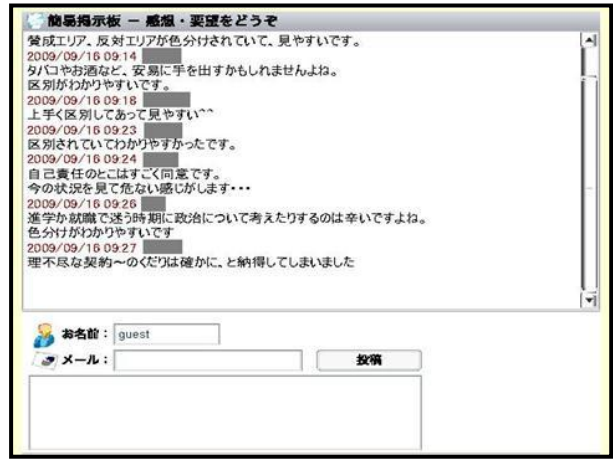 簡易掲示板 － 感想・要望をどうぞ
賛成エリア、反対エリアが色分けされていて、見やすいです。
2009/09/16 09:14
タバコやお酒など、安易に手を出すかもしれませんよね。
区別がわかりやすいです。
2009/09/16 09:18
上手く区別してあって見やすい^^
2009/09/16 09:23
区別されていてわかりやすかったです。
2009/09/16 09:24
自己責任のとこはすごく同意です。
今の状況を見て危ない感じがします・・・
2009/09/16 09:26
進学か就職で迷う時期に政治について考えたりするのは辛いですよね。
色分けがわかりやすいです
2009/09/16 09:27
理不尽な契約～のくだりは確かに、と納得してしまいました
お名前： guest
メール：
投稿